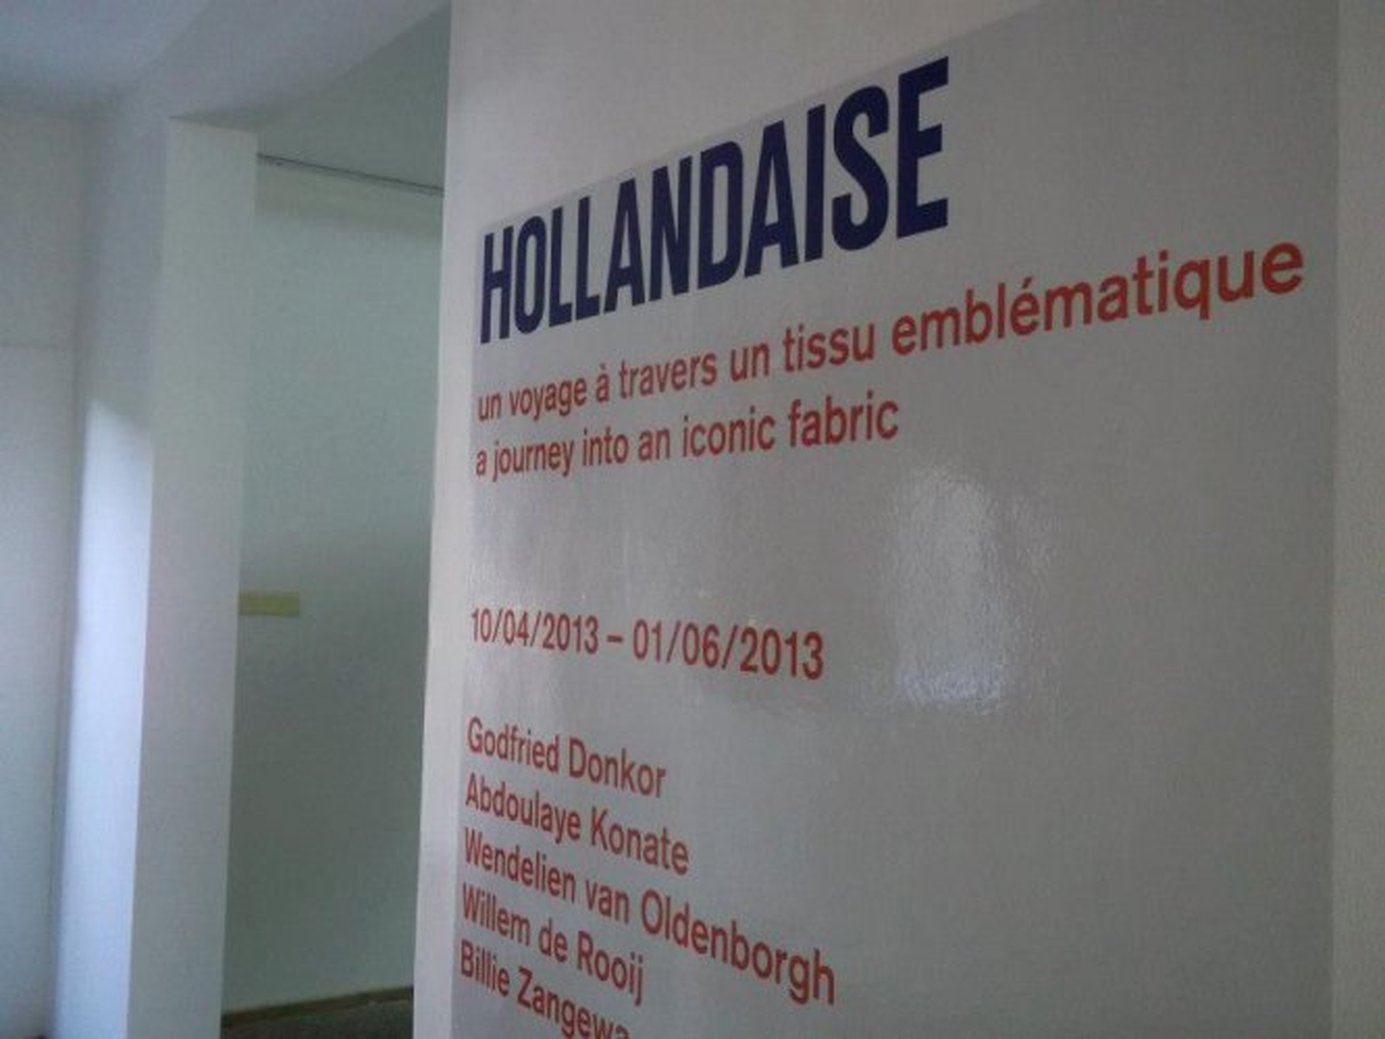 HOLLANDAISE
un voyage à travers un tissu emblématique
a journey into an iconic fabric
10/04/2013 – 01/06/2013
Godfried Donkor
Abdoulaye Konate
Wendelien van Oldenborgh
Willem de Rooij
Billie